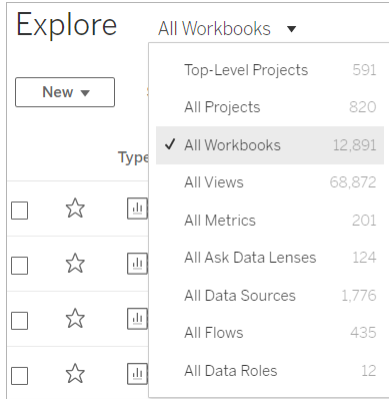 Explore All Workbooks
Top-Level Projects 591
New
All Projects 820
Type
All Workbooks 12,891
All Views 68,872
All Metrics 201
All Ask Data Lenses 124
All Data Sources 1,776
All Flows 435
All Data Roles 12